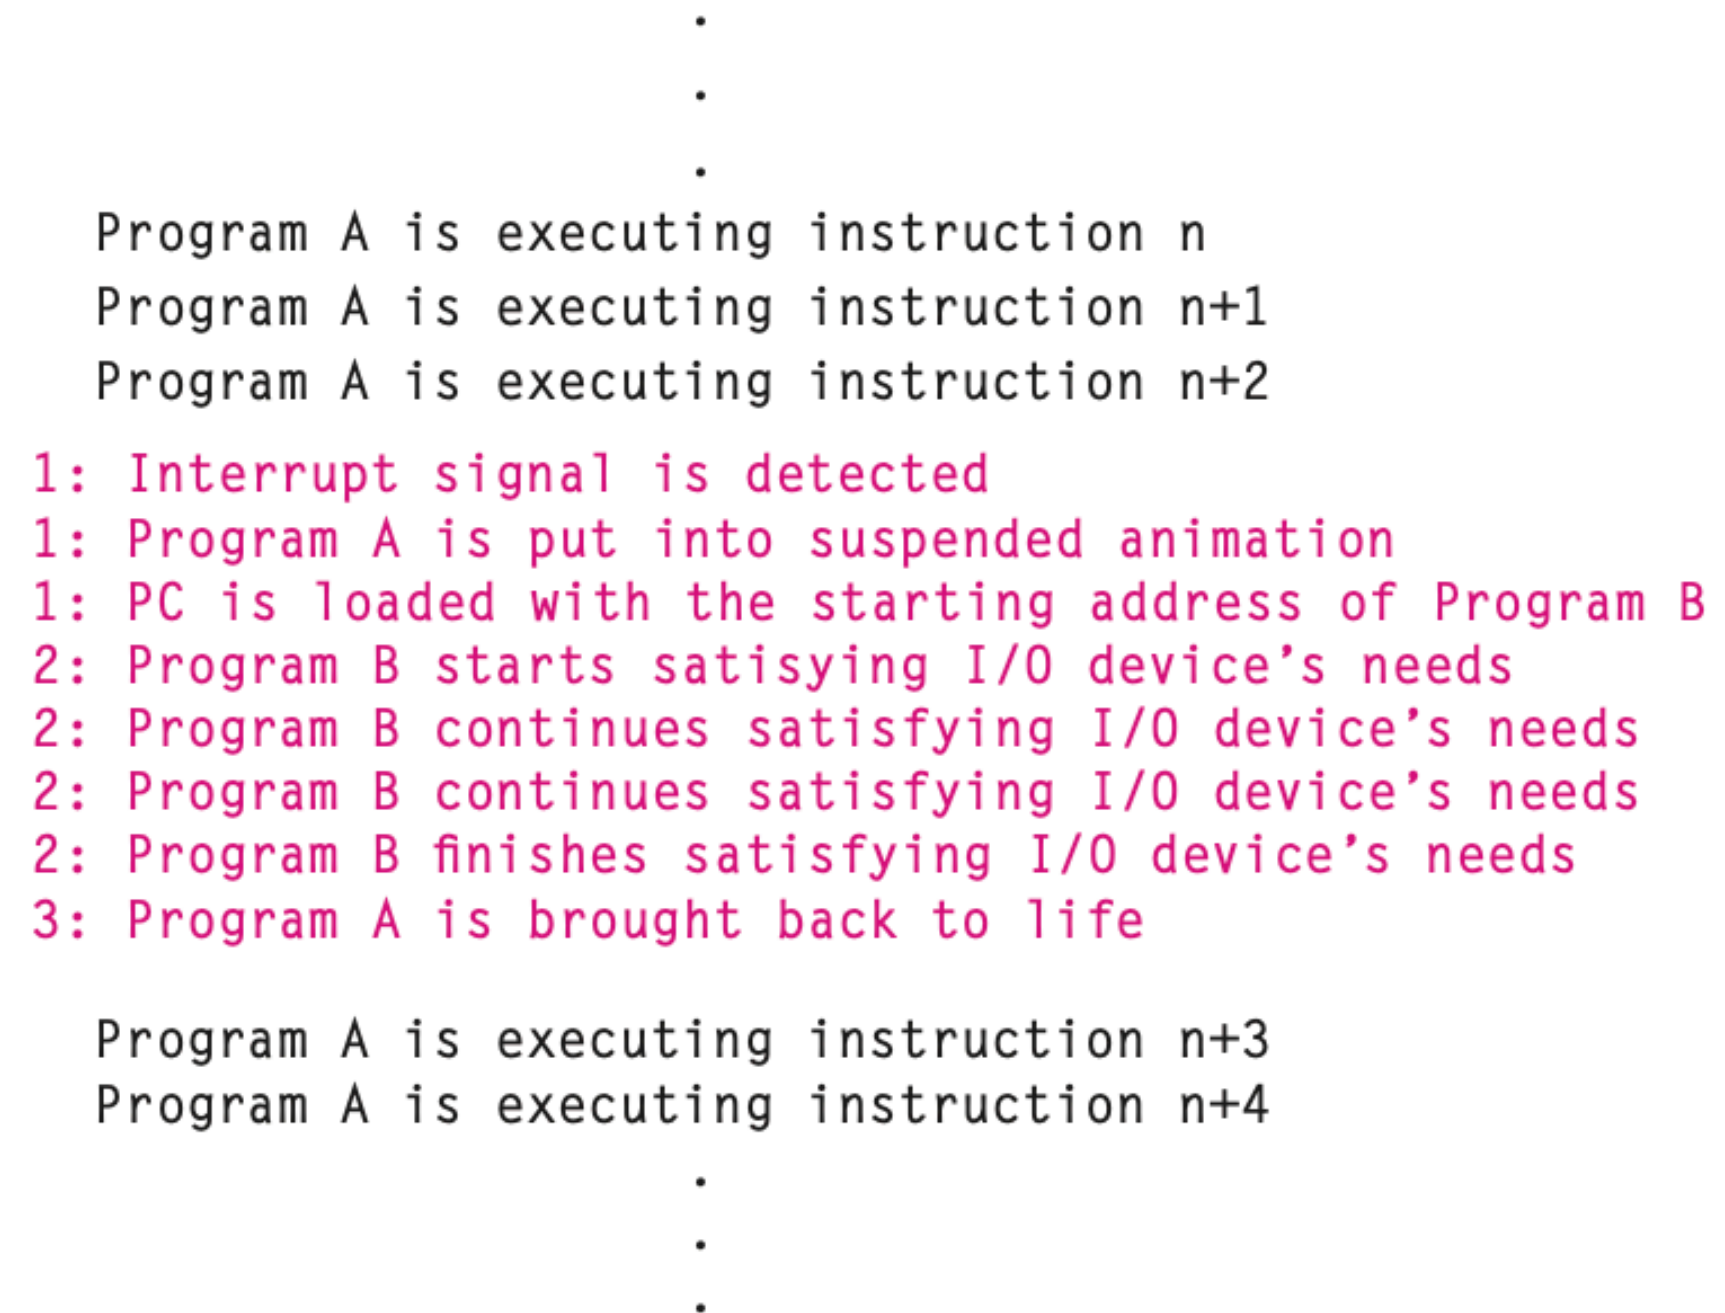 .
.
.
Program A is executing instruction n
Program A is executing instruction n+1
Program A is executing instruction n+2
1: Interrupt signal is detected
1: Program A is put into suspended animation
1: PC is loaded with the starting address of Program B
2: Program B starts satisying I/O device’s needs
2: Program B continues satisfying I/O device’s needs
2: Program B continues satisfying I/O device’s needs
2: Program B finishes satisfying I/O device’s needs
3: Program A is brought back to life
Program A is executing instruction n+3
Program A is executing instruction n+4
.
.
.